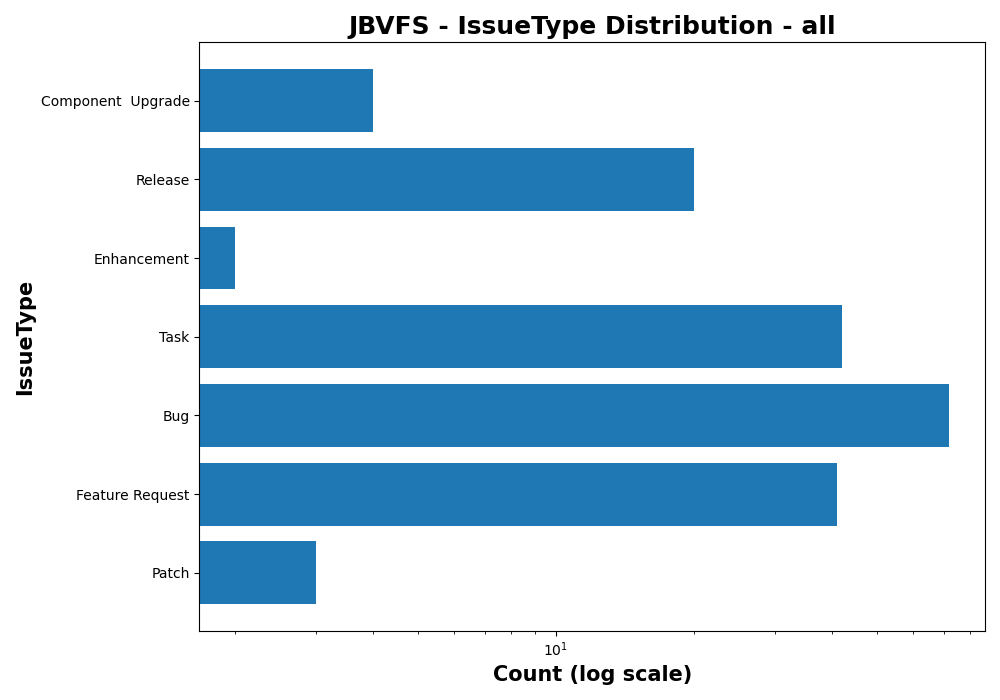 JBVFS - IssueType Distribution - all
Component  Upgrade
Release
Enhancement
Task
Bug
Feature Request
Patch
IssueType
10¹
Count (log scale)